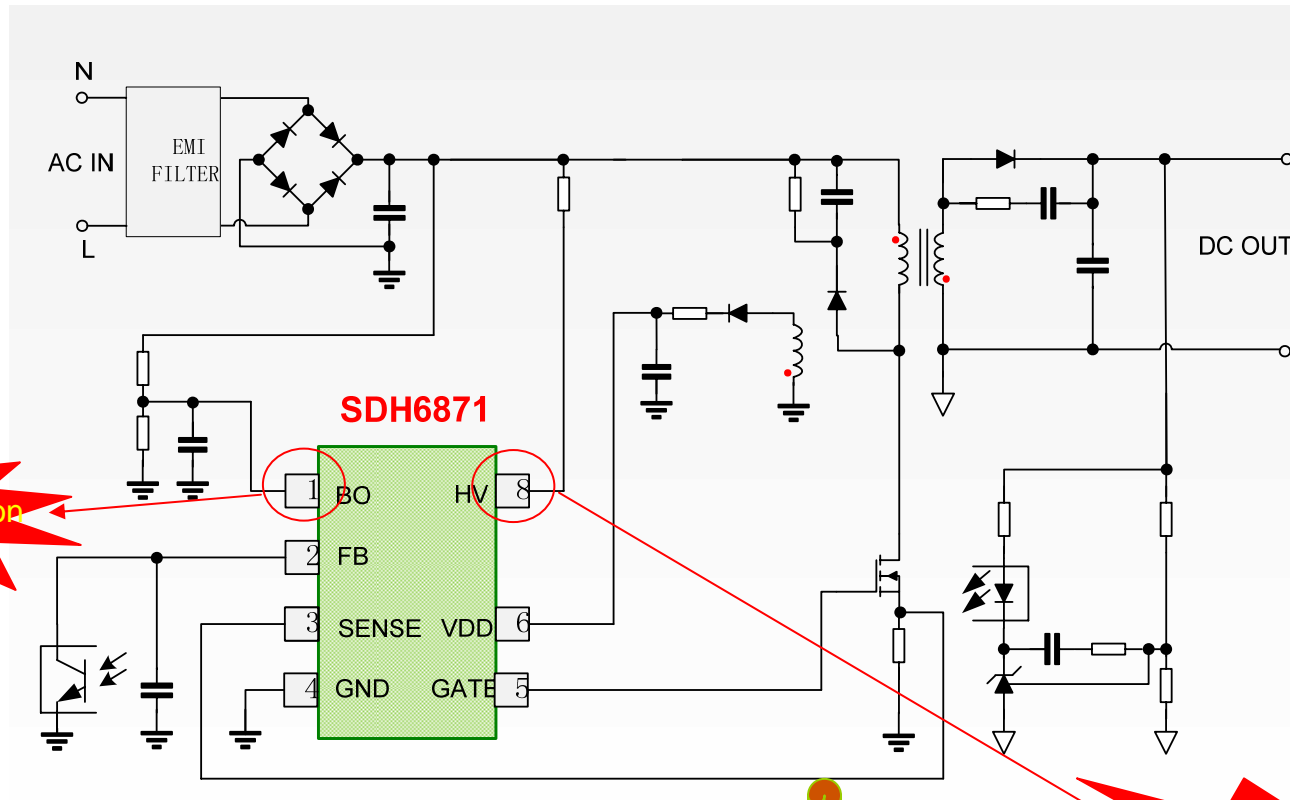 N
EMI
FILTER
AC IN
L
DC OUT
SDH6871
1
BO
HV
8
on
2
FB
3
SENSE
VDD
6
4
GND
GATE
5